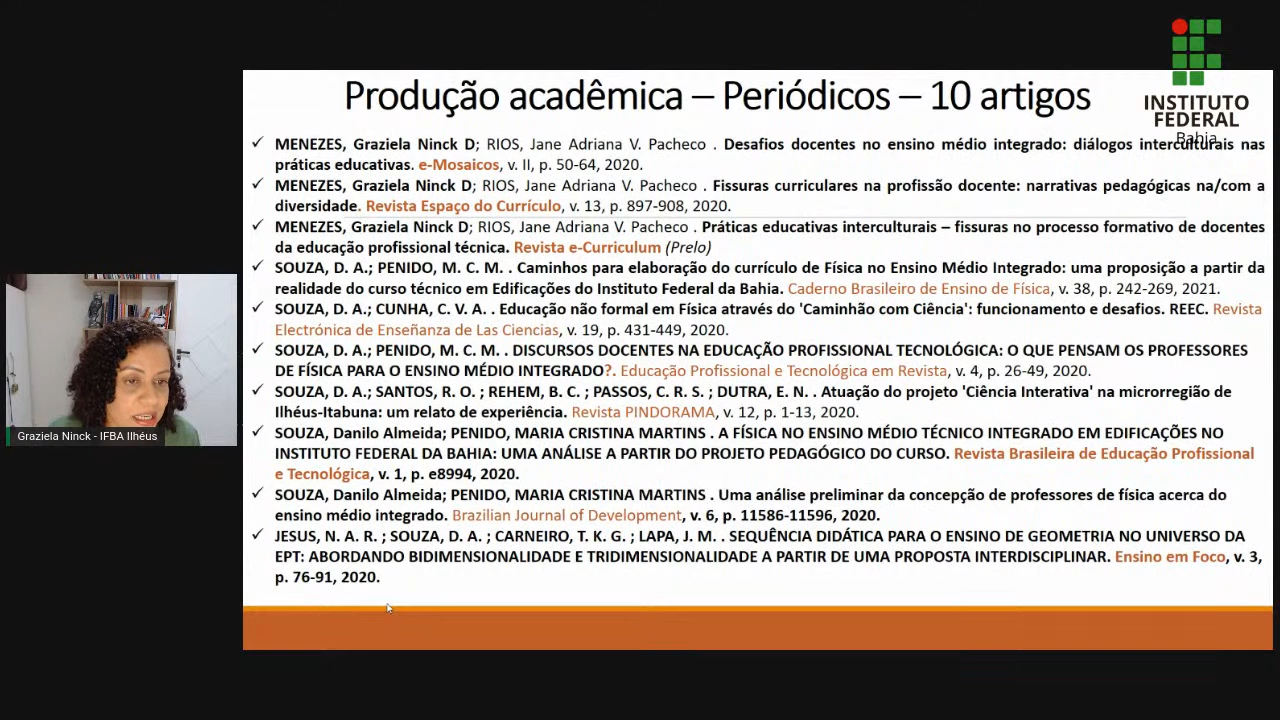 Produção acadêmica – Periódicos – 10 artigos
INSTITUTO
FEDERAL
Bahia
MENEZES, Graziela Ninck D; RIOS, Jane Adriana V. Pacheco . Desafios docentes no ensino médio integrado: diálogos interculturais nas
práticas educativas. e-Mosaicos, v. II, p. 50-64, 2020.
MENEZES, Graziela Ninck D; RIOS, Jane Adriana V. Pacheco . Fissuras curriculares na profissão docente: narrativas pedagógicas na/com a
diversidade. Revista Espaço do Currículo, v. 13, p. 897-908, 2020.
MENEZES, Graziela Ninck D; RIOS, Jane Adriana V. Pacheco . Práticas educativas interculturais – fissuras no processo formativo de docentes
da educação profissional técnica. Revista e-Curriculum (Prelo)
SOUZA, D. A.; PENIDO, M. C. M. . Caminhos para elaboração do currículo de Física no Ensino Médio Integrado: uma proposição a partir da
realidade do curso técnico em Edificações do Instituto Federal da Bahia. Caderno Brasileiro de Ensino de Física, v. 38, p. 242-269, 2021.
SOUZA, D. A.; CUNHA, C. V. A. . Educação não formal em Física através do 'Caminhão com Ciência': funcionamento e desafios. REEC. Revista
Electrónica de Enseñanza de Las Ciencias, v. 19, p. 431-449, 2020.
SOUZA, D. A.; PENIDO, M. C. M. . DISCURSOS DOCENTES NA EDUCAÇÃO PROFISSIONAL TECNOLÓGICA: O QUE PENSAM OS PROFESSORES
DE FÍSICA PARA O ENSINO MÉDIO INTEGRADO?. Educação Profissional e Tecnológica em Revista, v. 4, p. 26-49, 2020.
SOUZA, D. A.; SANTOS, R. O. ; REHEM, B. C. ; PASSOS, C. R. S. ; DUTRA, E. N. . Atuação do projeto 'Ciência Interativa' na microrregião de
Ilhéus-Itabuna: um relato de experiência. Revista PINDORAMA, v. 12, p. 1-13, 2020.
SOUZA, Danilo Almeida; PENIDO, MARIA CRISTINA MARTINS . A FÍSICA NO ENSINO MÉDIO TÉCNICO INTEGRADO EM EDIFICAÇÕES NO
INSTITUTO FEDERAL DA BAHIA: UMA ANÁLISE A PARTIR DO PROJETO PEDAGÓGICO DO CURSO. Revista Brasileira de Educação Profissional
e Tecnológica, v. 1, p. e8994, 2020.
SOUZA, Danilo Almeida; PENIDO, MARIA CRISTINA MARTINS . Uma análise preliminar da concepção de professores de física acerca do
ensino médio integrado. Brazilian Journal of Development, v. 6, p. 11586-11596, 2020.
JESUS, N. A. R. ; SOUZA, D. A. ; CARNEIRO, T. K. G. ; LAPA, J. M. . SEQUÊNCIA DIDÁTICA PARA O ENSINO DE GEOMETRIA NO UNIVERSO DA
EPT: ABORDANDO BIDIMENSIONALIDADE E TRIDIMENSIONALIDADE A PARTIR DE UMA PROPOSTA INTERDISCIPLINAR. Ensino em Foco, v. 3,
p. 76-91, 2020.
Graziela Ninck - IFBA Ilhéus